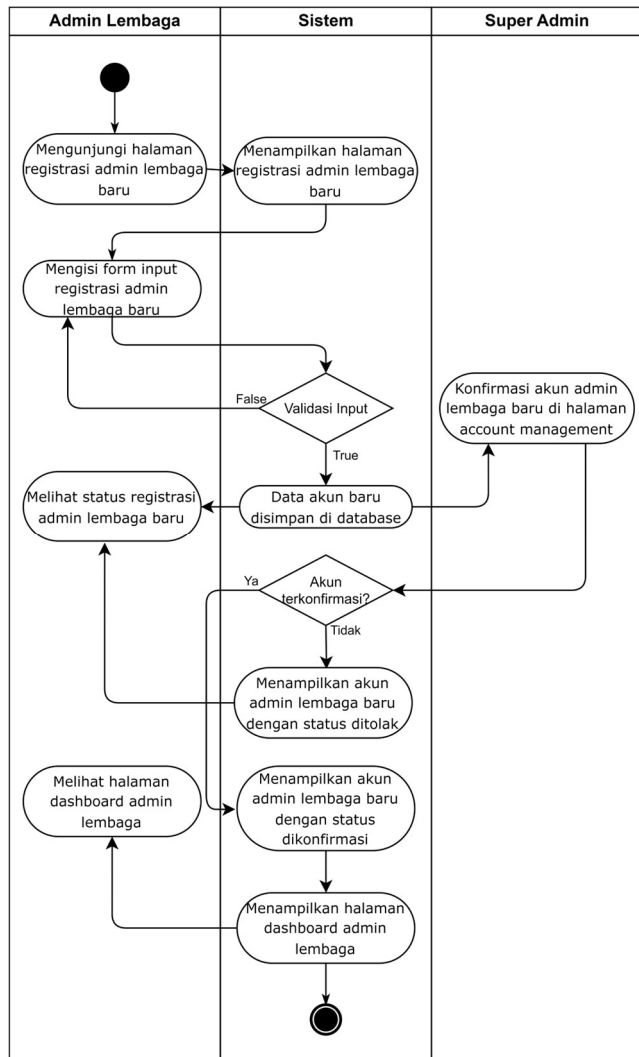 Admin Lembaga
Sistem
Super Admin
Mengunjungi halaman
registrasi admin lembaga
baru
Menampilkan halaman
registrasi admin lembaga
baru
Mengisi form input
registrasi admin
lembaga baru
False
Validasi Input
True
Konfirmasi akun admin
lembaga baru di halaman
account management
Melihat status registrasi
admin lembaga baru
Data akun baru
disimpan di database
Ya
Akun
terkonfirmasi?
Tidak
Menampilkan akun
admin lembaga baru
dengan status ditolak
Melihat halaman
dashboard admin
lembaga
Menampilkan akun
admin lembaga baru
dengan status
dikonfirmasi
Menampilkan halaman
dashboard admin
lembaga